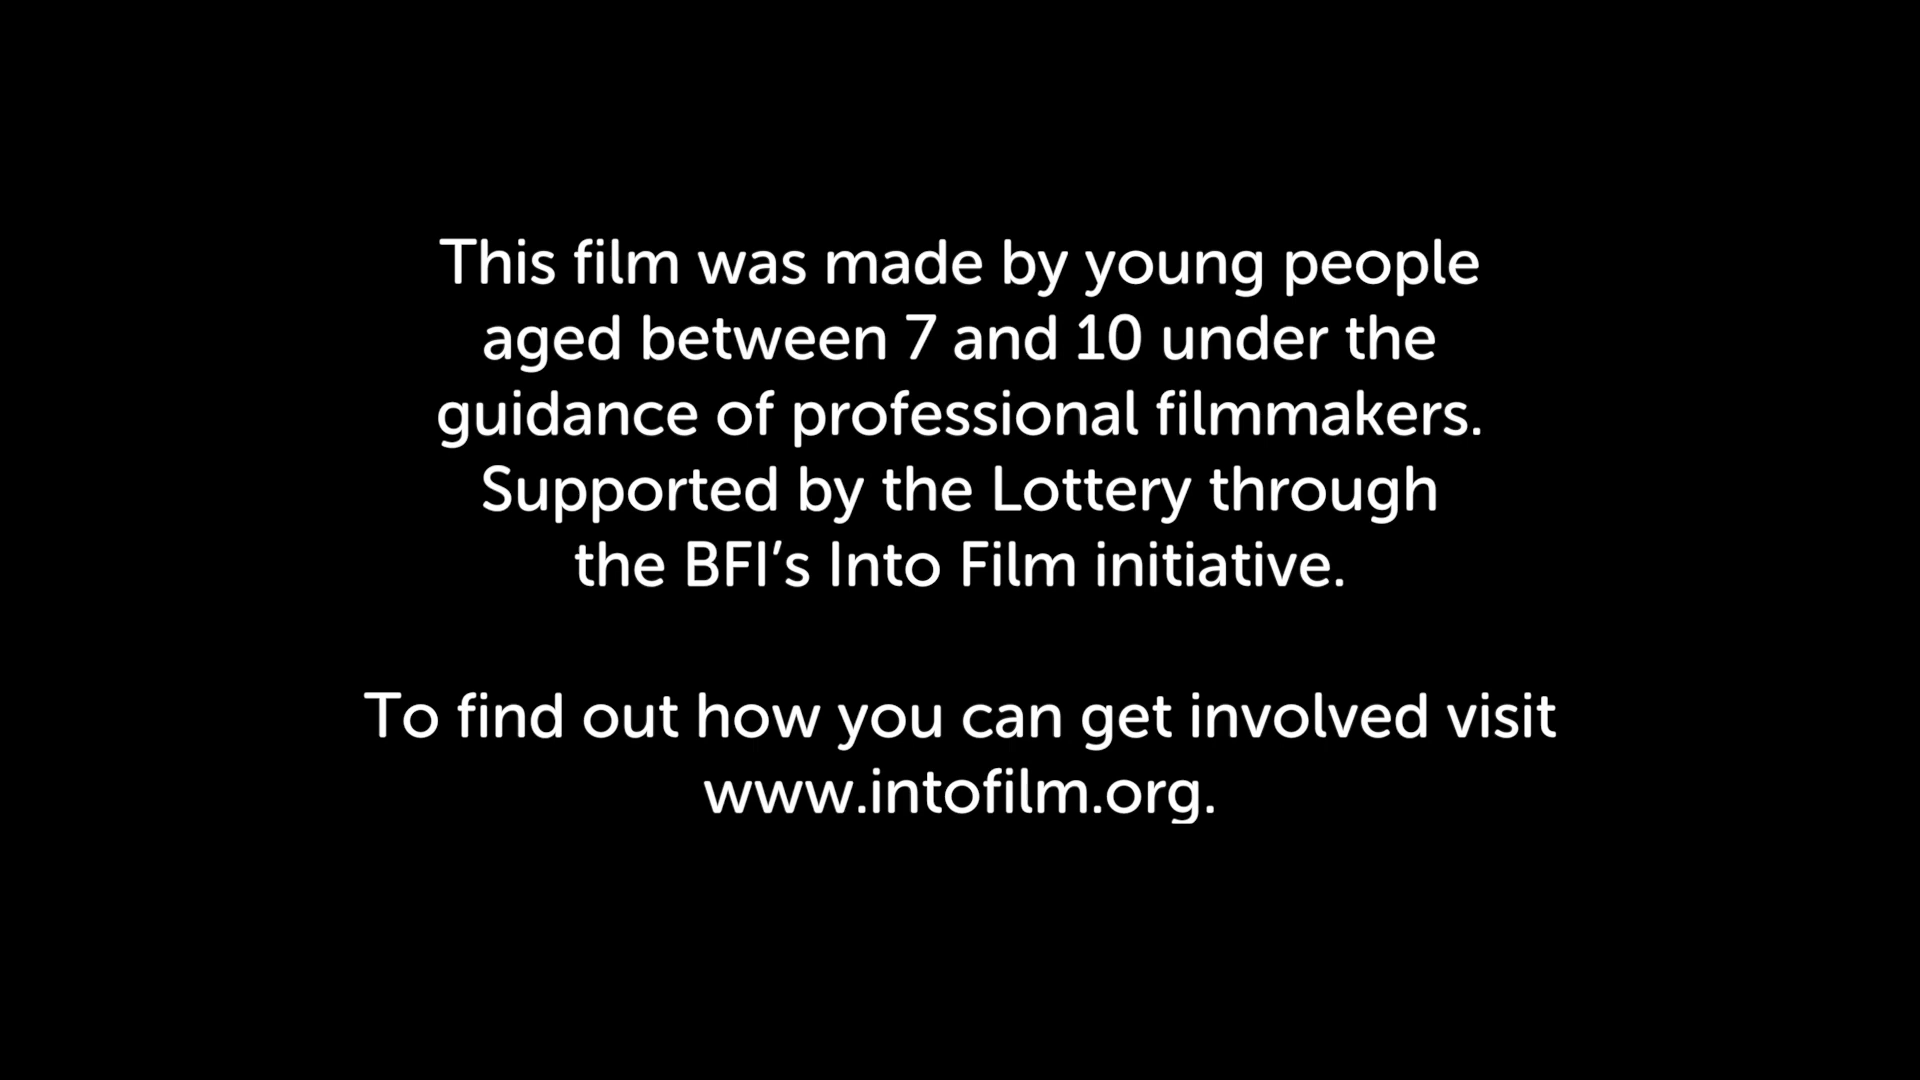 This film was made by young people
aged between 7 and 10 under the
guidance of professional filmmakers.
Supported by the Lottery through
the BFI’s Into Film initiative.
To find out how you can get involved visit
www.intofilm.org.